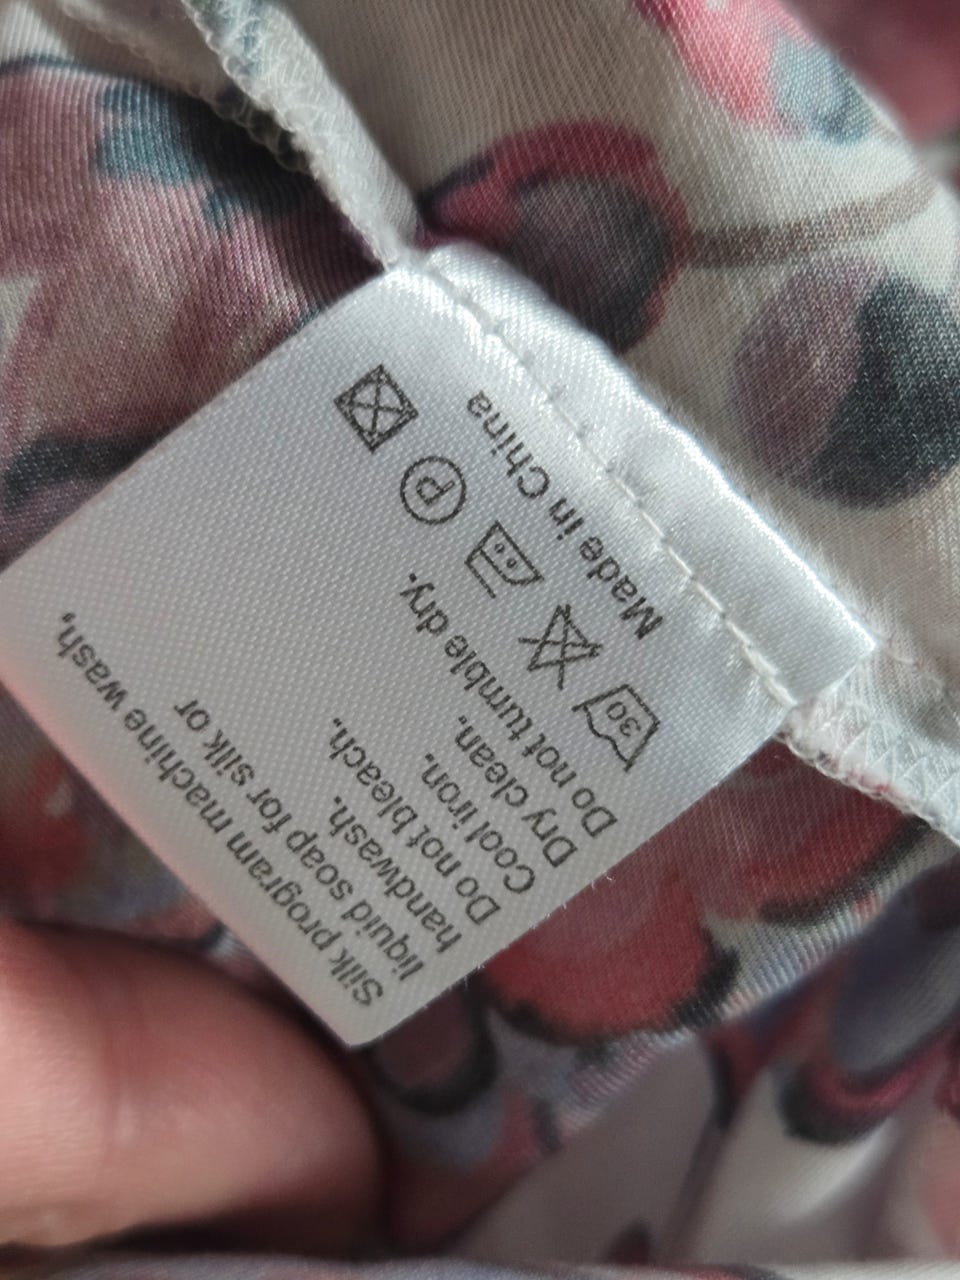 Silk program machine wash,
liquid soap for silk or
handwash.
Do not bleach.
Cool iron.
Dry clean.
Do not tumble dry.
30
P
Made in China